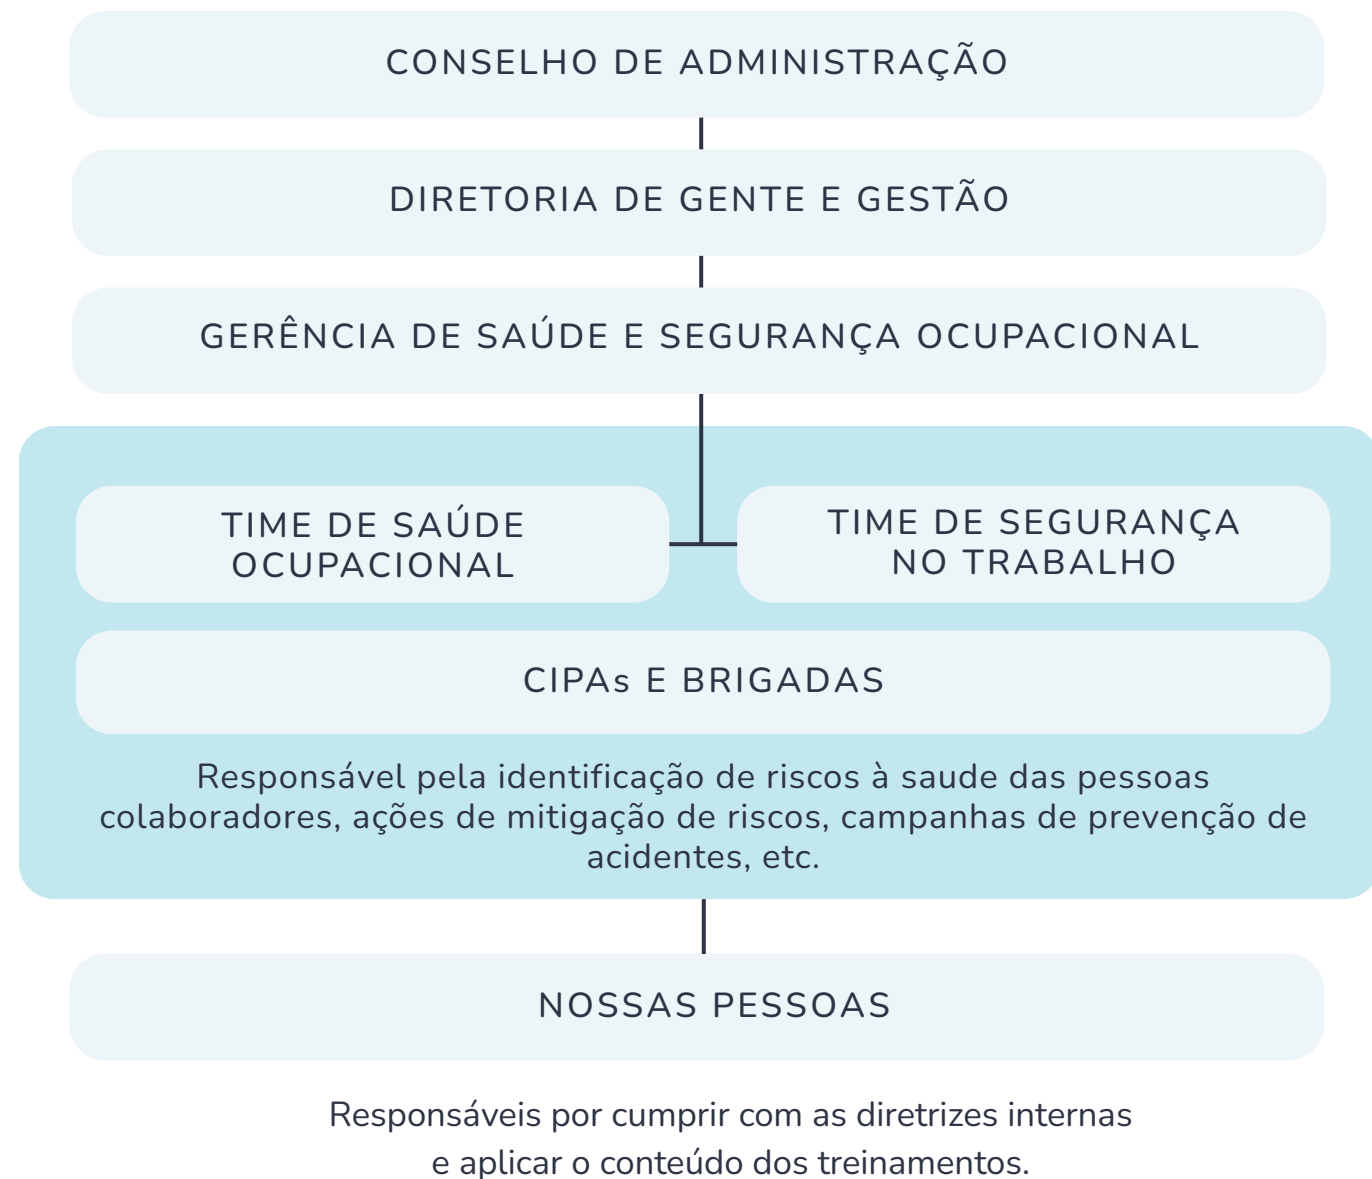 CONSELHO DE ADMINISTRAÇÃO
DIRETORIA DE GENTE E GESTÃO
GERÊNCIA DE SAÚDE E SEGURANÇA OCUPACIONAL
TIME DE SAÚDE
OCUPACIONAL
TIME DE SEGURANÇA
NO TRABALHO
CIPAs E BRIGADAS
Responsável pela identificação de riscos à saude das pessoas
colaboradores, ações de mitigação de riscos, campanhas de prevenção de
acidentes, etc.
NOSSAS PESSOAS
Responsáveis por cumprir com as diretrizes internas
e aplicar o conteúdo dos treinamentos.